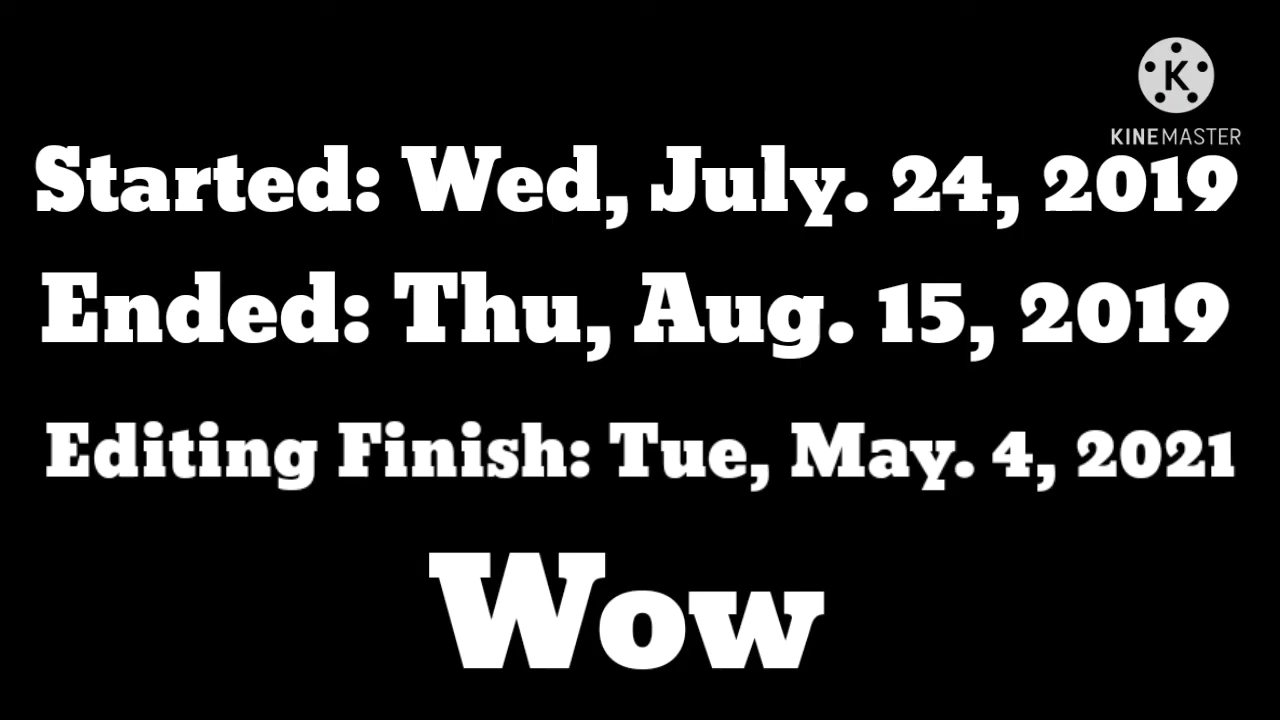 K
KINEMASTER
Started: Wed, July. 24, 2019
Ended: Thu, Aug. 15, 2019
Editing Finish: Tue, May. 4, 2021
Wow